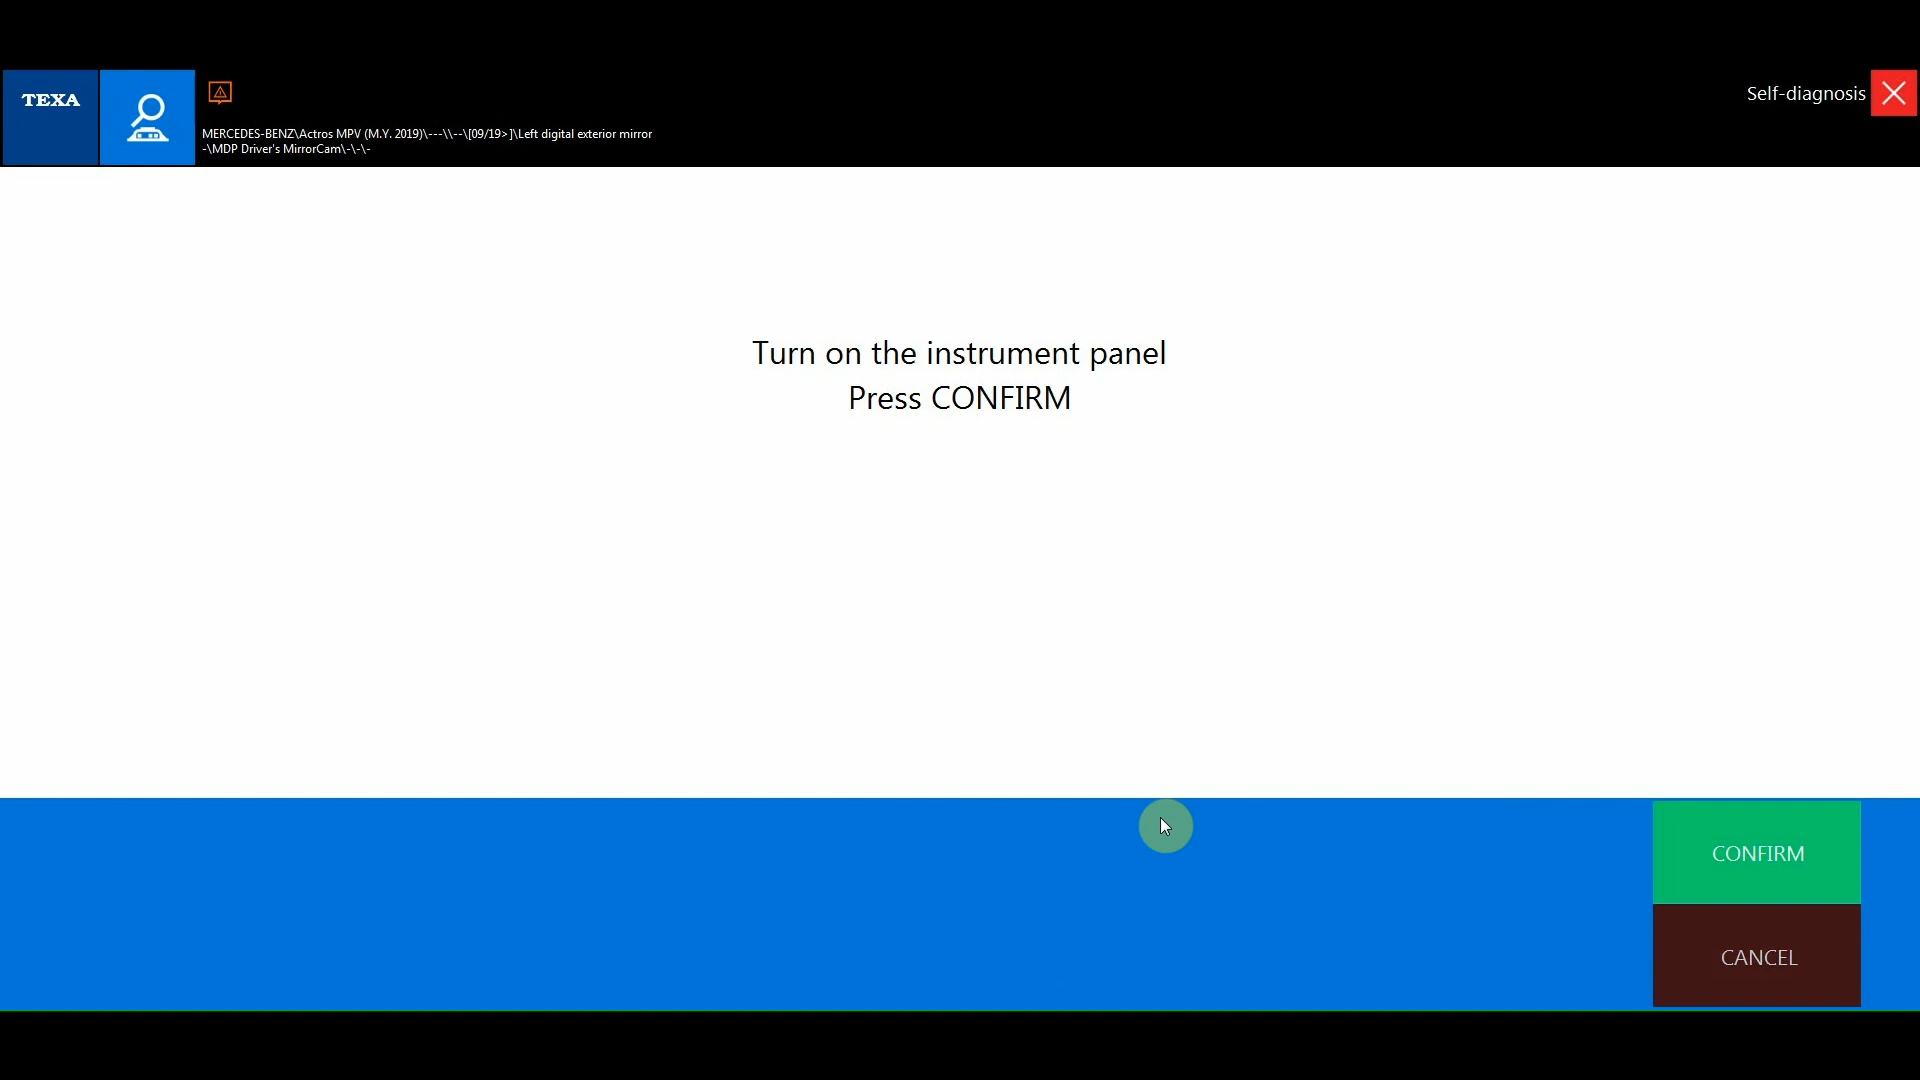 TEXA
Self-diagnosis
MERCEDES-BENZ\Actros MPV (M.Y. 2019)\---\\--\[09/19>]\Left digital exterior mirror
-\MDP Driver's MirrorCam\-\-\-
Turn on the instrument panel
Press CONFIRM
CONFIRM
CANCEL